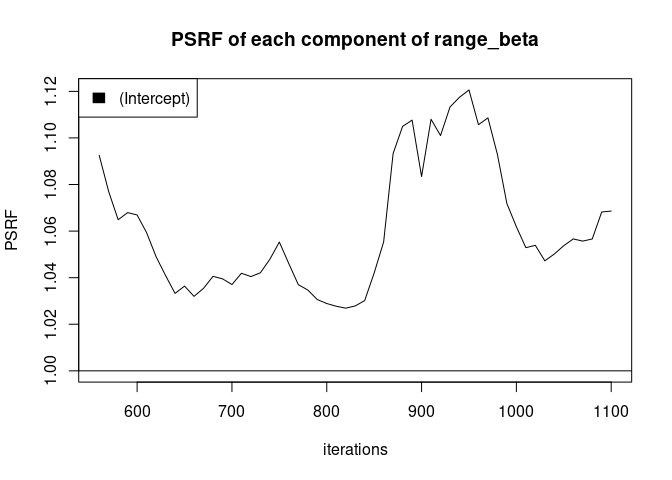 PSRF of each component of range_beta
(Intercept)
PSRF
1.12
1.10
1.08
1.06
1.04
1.02
1.00
600 700 800 900 1000 1100
iterations